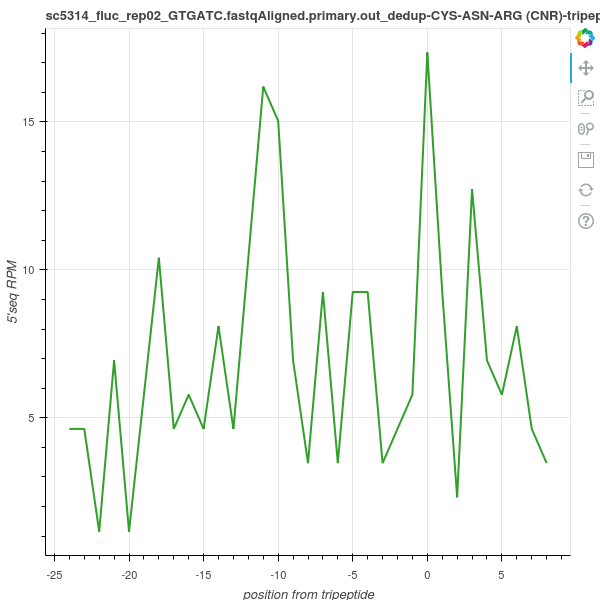 sc5314_fluc_rep02_GTGATC.fastqAligned.primary.out_dedup-CYS-ASN-ARG (CNR)-tripep
15
10
5
5'seq RPM
-25 -20 -15 -10 -5 0 5
position from tripeptide